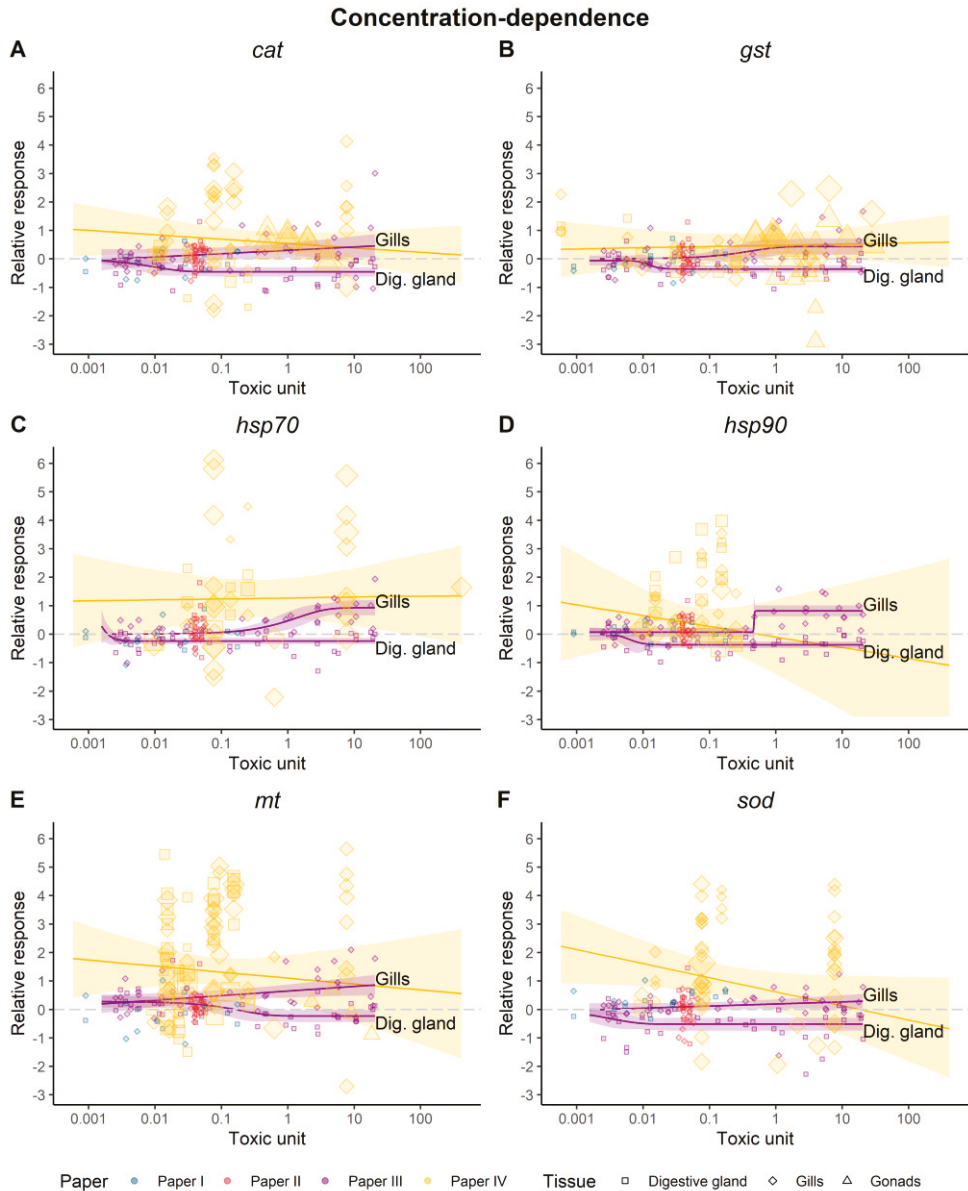 Concentration-dependence
A cat
Relative response
6
5
4
3
2
1
0
-1
-2
-3
Gills
Dig. gland
0.001 0.01 0.1 1 10 100
Toxic unit
B gst
Relative response
6
5
4
3
2
1
0
-1
-2
-3
Gills
Dig. gland
0.001 0.01 0.1 1 10 100
Toxic unit
C hsp70
Relative response
6
5
4
3
2
1
0
-1
-2
-3
Gills
Dig. gland
0.001 0.01 0.1 1 10 100
Toxic unit
D hsp90
Relative response
6
5
4
3
2
1
0
-1
-2
-3
Gills
Dig. gland
0.001 0.01 0.1 1 10 100
Toxic unit
E mt
Relative response
6
5
4
3
2
1
0
-1
-2
-3
Gills
Dig. gland
0.001 0.01 0.1 1 10 100
Toxic unit
F sod
Relative response
6
5
4
3
2
1
0
-1
-2
-3
Gills
Dig. gland
0.001 0.01 0.1 1 10 100
Toxic unit
Paper Paper I Paper II Paper III Paper IV Tissue Digestive gland Gills Gonads